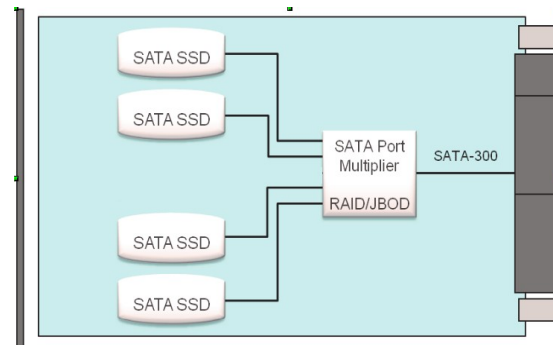 SATA SSD
SATA SSD
SATA Port
Multiplier
RAID/JBOD
SATA-300
SATA SSD
SATA SSD